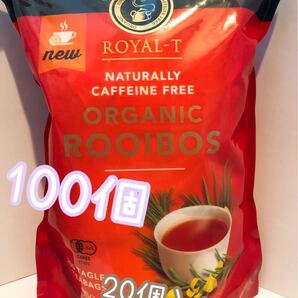 new
ROYAL-T
NATURALLY
CAFFEINE FREE
ORGANIC
ROOIBOS
100個
20個！